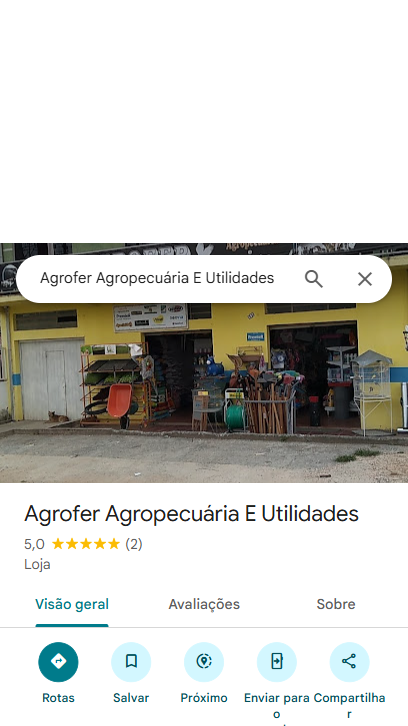 Agrofer Agropecuária E Utilidades
Agrofer Agropecuária E Utilidades
5,0 (2)
Loja
Visão geral Avaliações Sobre
Rotas Salvar Próximo Enviar para o Compartilhar